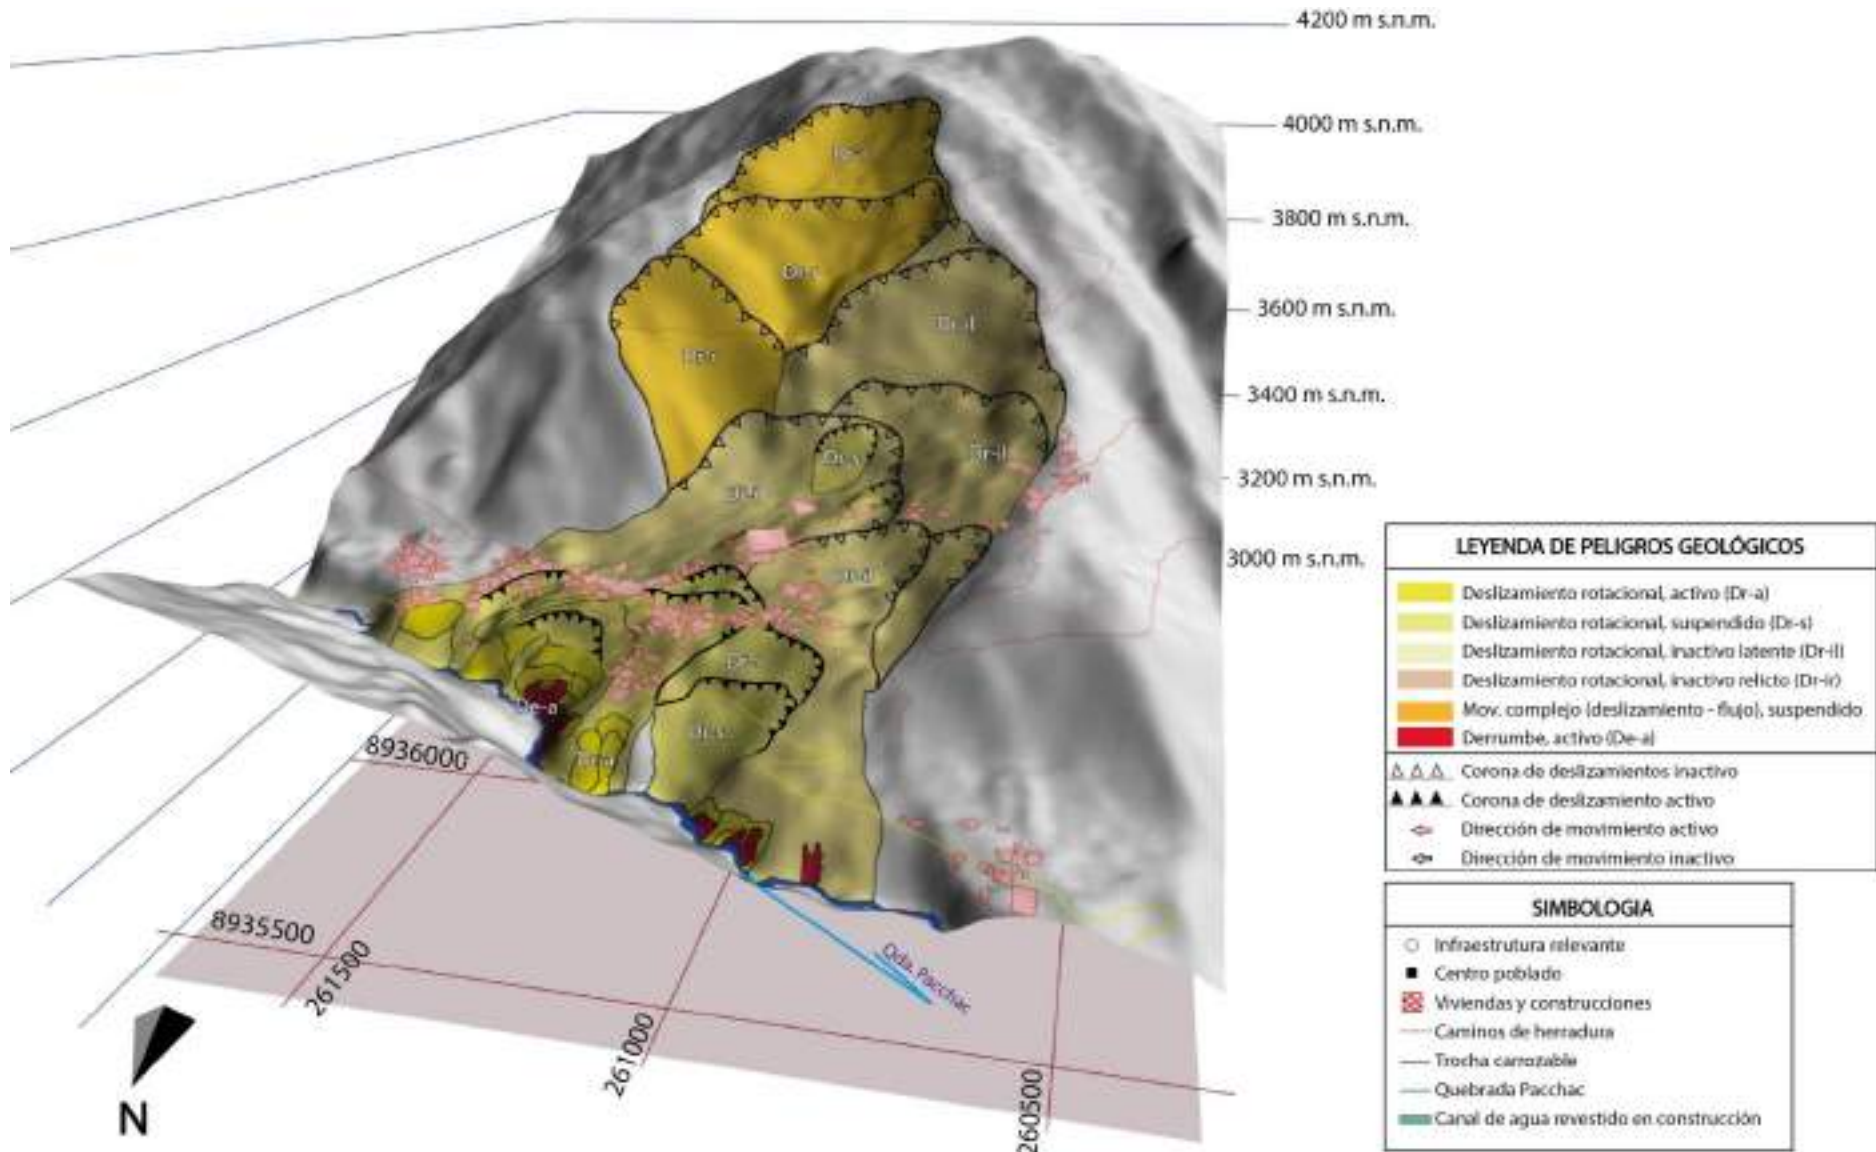 4200 m s.n.m.
4000 m s.n.m.
3800 m s.n.m.
3600 m s.n.m.
3400 m s.n.m.
3200 m s.n.m.
3000 m s.n.m.
Dr-il
Dr-il
De-a
8936000
8935500
261500
261000
260500
Qda. Pacchac
N
LEYENDA DE PELIGROS GEOLÓGICOS
Deslizamiento rotacional, activo (Dr-a)
Deslizamiento rotacional, suspendido (Dr-s)
Deslizamiento rotacional, inactivo latente (Dr-il)
Deslizamiento rotacional, inactivo relicto (Dr-ir)
Mov. complejo (deslizamiento - flujo), suspendido
Derrumbe, activo (De-a)
Corona de deslizamientos inactivo
Corona de deslizamiento activo
Dirección de movimiento activo
Dirección de movimiento inactivo
SIMBOLOGIA
Infraestrutura relevante
Centro poblado
Viviendas y construcciones
Caminos de herradura
Trocha carrozable
Quebrada Pacchac
Canal de agua revestido en construcción